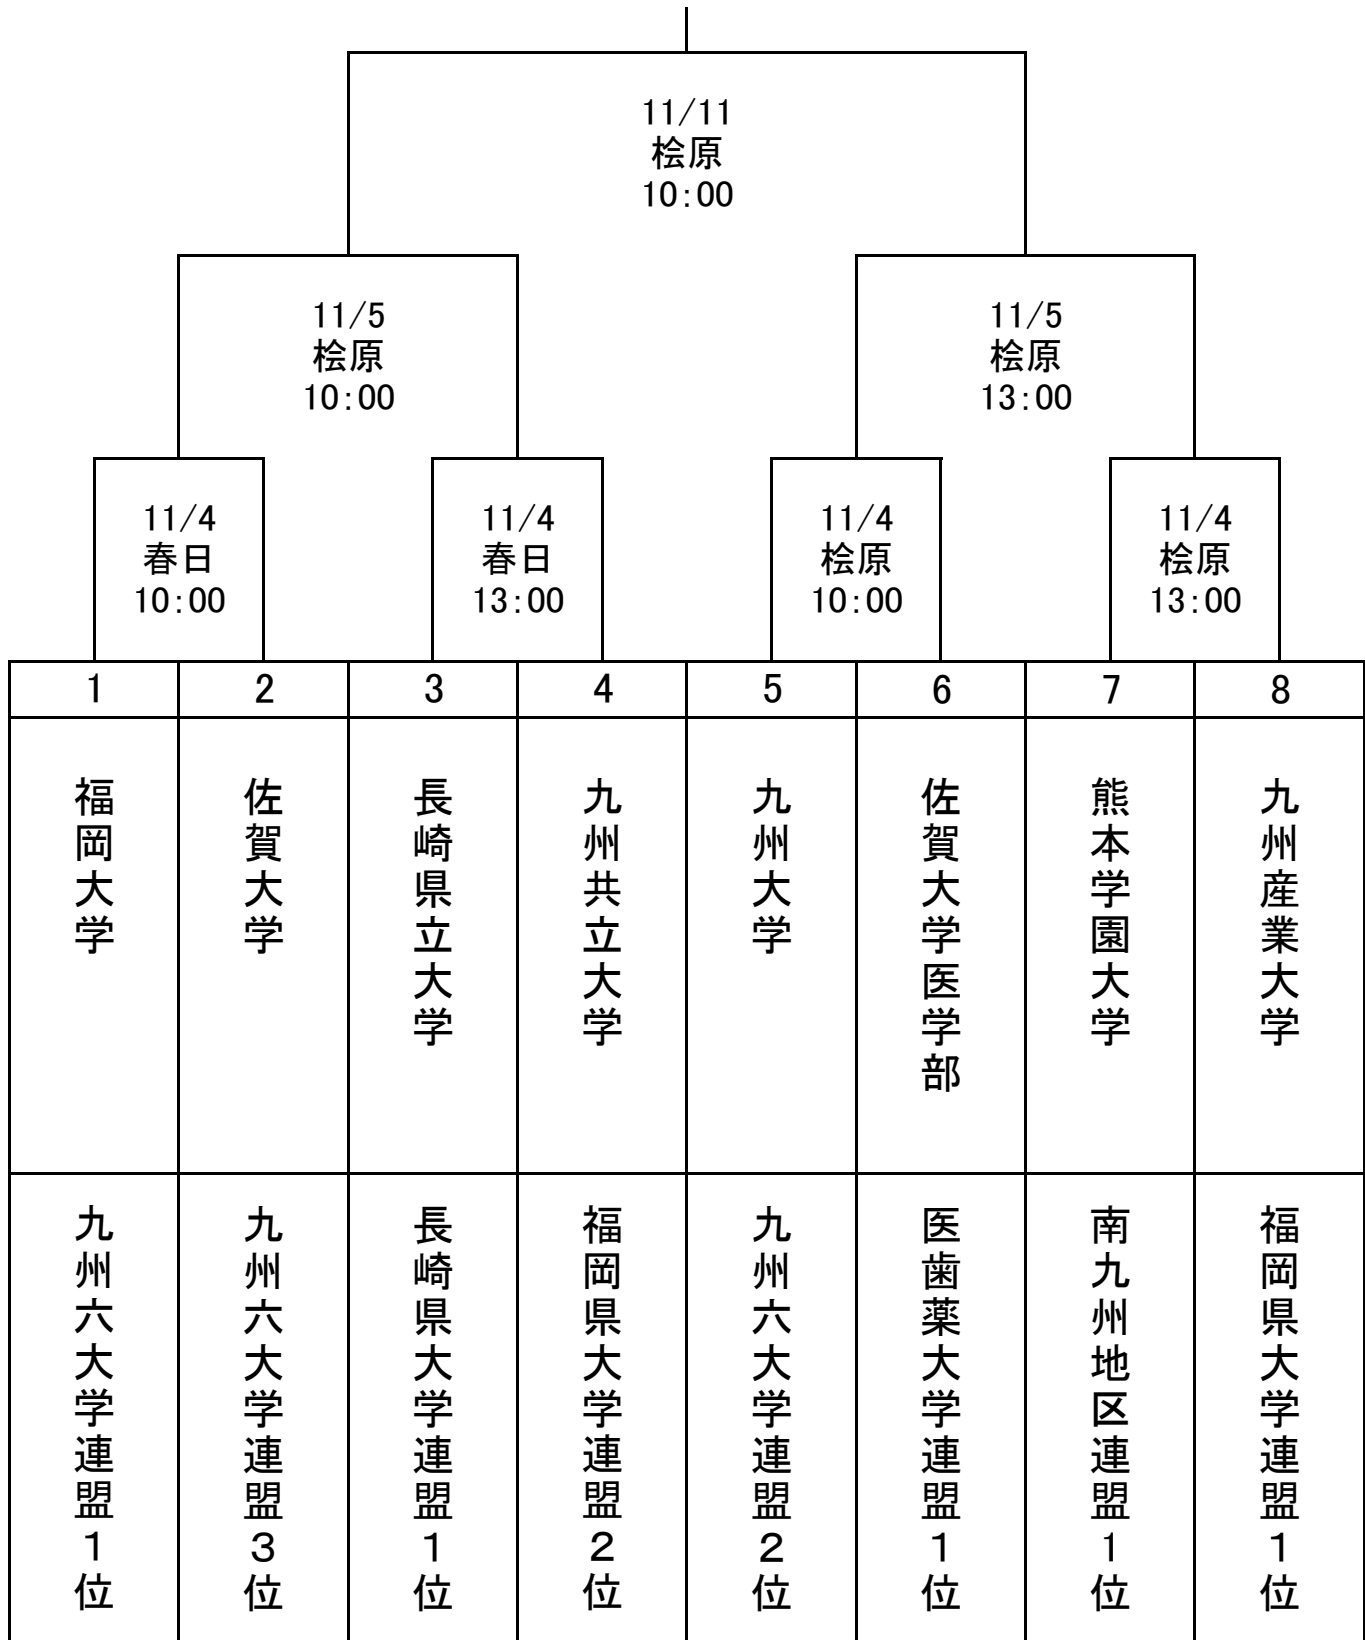 11/11
桧原
10:00
11/5
桧原
10:00
11/5
桧原
13:00
11/4
春日
10:00
11/4
春日
13:00
11/4
桧原
10:00
11/4
桧原
13:00
1
2
3
4
5
6
7
8
福岡大学
佐賀大学
長崎県立大学
九州共立大学
九州大学
佐賀大学医学部
熊本学園大学
九州産業大学
九州六大学連盟1位
九州六大学連盟3位
長崎県大学連盟1位
福岡県大学連盟2位
九州六大学連盟2位
医歯薬大学連盟1位
南九州地区連盟1位
福岡県大学連盟1位